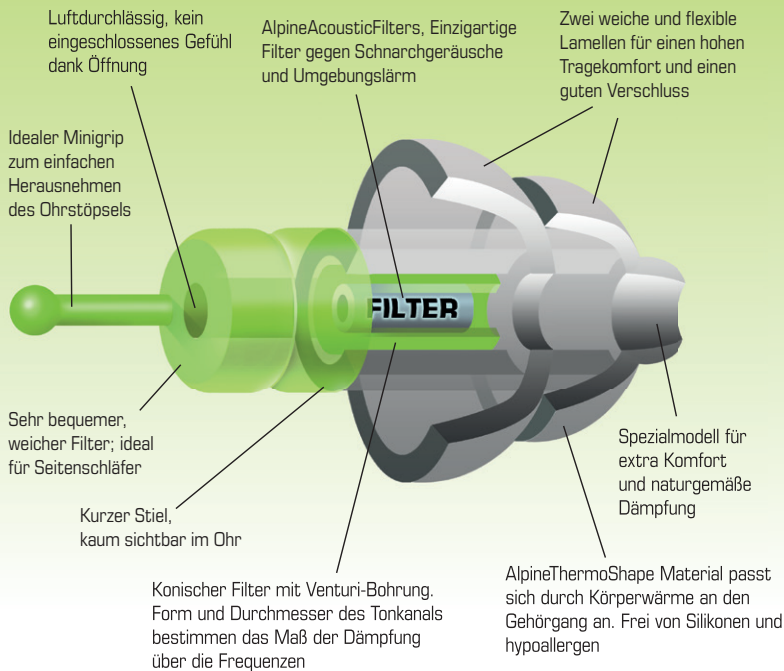 Luftdurchlässig, kein
eingeschlossenes Gefühl
dank Öffnung
AlpineAcousticFilters, Einzigartige
Filter gegen Schnarchgeräusche
und Umgebungslärm
Zwei weiche und flexible
Lamellen für einen hohen
Tragekomfort und einen
guten Verschluss
Idealer Minigrip
zum einfachen
Herausnehmen
des Ohrstöpsels
FILTER
Sehr bequemer,
weicher Filter; ideal
für Seitenschläfer
Kurzer Stiel,
kaum sichtbar im Ohr
Konischer Filter mit Venturi-Bohrung.
Form und Durchmesser des Tonkanals
bestimmen das Maß der Dämpfung
über die Frequenzen
Spezialmodell für
extra Komfort
und naturgemäße
Dämpfung
AlpineThermoShape Material passt
sich durch Körperwärme an den
Gehörgang an. Frei von Silikonen und
hypoallergen